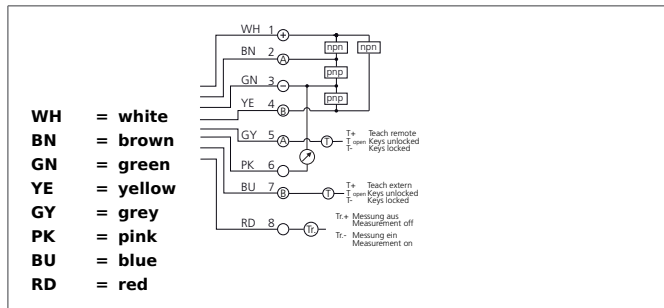 WH 1 +
npn npn
BN 2 A
pnp
GN 3 −
pnp
YE 4 B
GY 5 A T
T+ Teach remote
T open Keys unlocked
T- Keys locked
PK 6
BU 7 B T
T+ Teach extern
T open Keys unlocked
T- Keys locked
RD 8 Tr.
Tr.+ Messung aus
Measurement off
Tr.- Messung ein
Measurement on
WH = white
BN = brown
GN = green
YE = yellow
GY = grey
PK = pink
BU = blue
RD = red